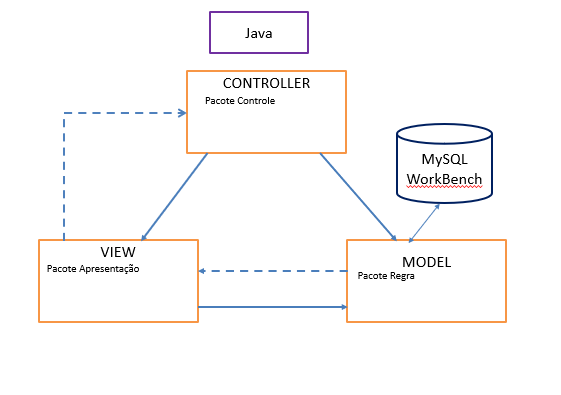 Java
CONTROLLER
Pacote Controle
MySQL
WorkBench
VIEW
Pacote Apresentação
MODEL
Pacote Regra